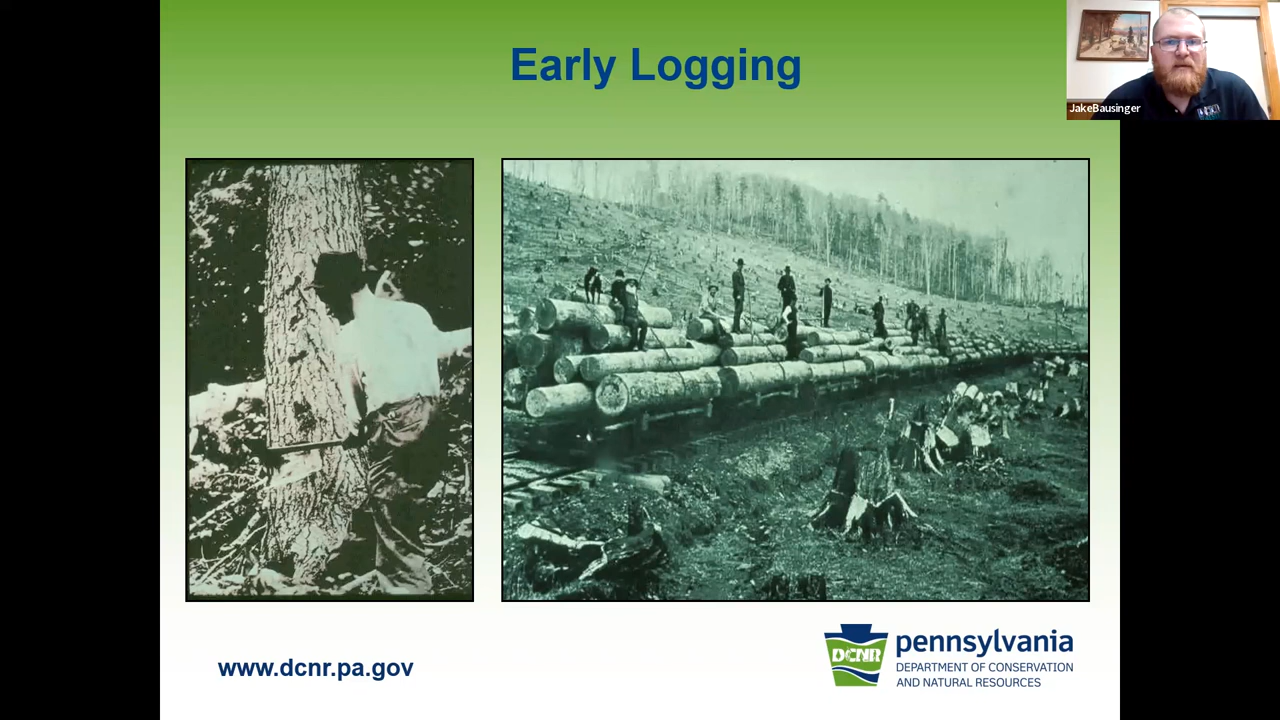 Early Logging
JakeBausinger
www.dcnr.pa.gov
DCNR
pennsylvania
DEPARTMENT OF CONSERVATION
AND NATURAL RESOURCES